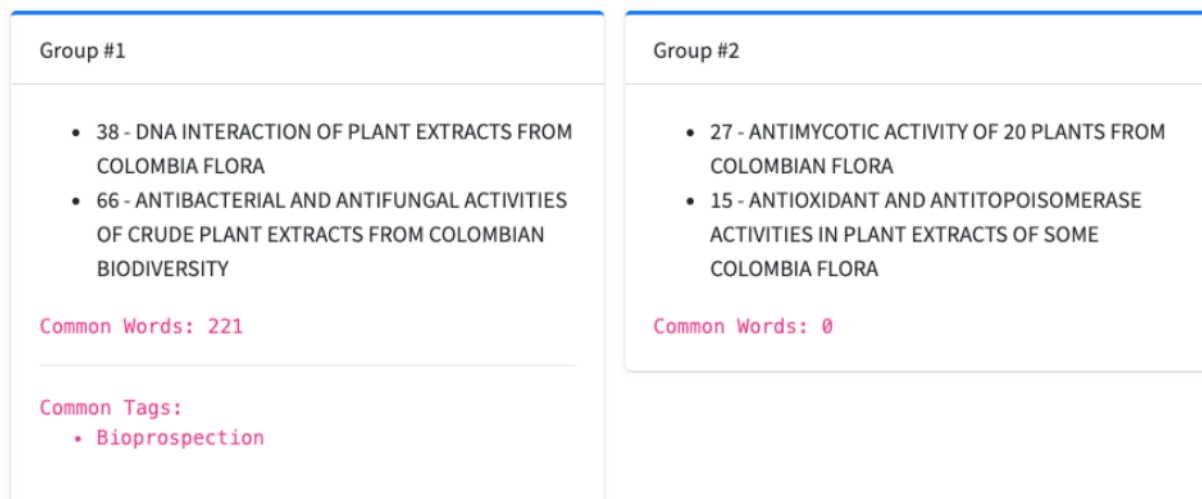 Group #1
• 38 - DNA INTERACTION OF PLANT EXTRACTS FROM
COLOMBIA FLORA
• 66 - ANTIBACTERIAL AND ANTIFUNGAL ACTIVITIES
OF CRUDE PLANT EXTRACTS FROM COLOMBIAN
BIODIVERSITY
Common Words: 221
Common Tags:
• Bioprospection
Group #2
• 27 - ANTIMYCOTIC ACTIVITY OF 20 PLANTS FROM
COLOMBIAN FLORA
• 15 - ANTIOXIDANT AND ANTITOPOISOMERASE
ACTIVITIES IN PLANT EXTRACTS OF SOME
COLOMBIA FLORA
Common Words: 0